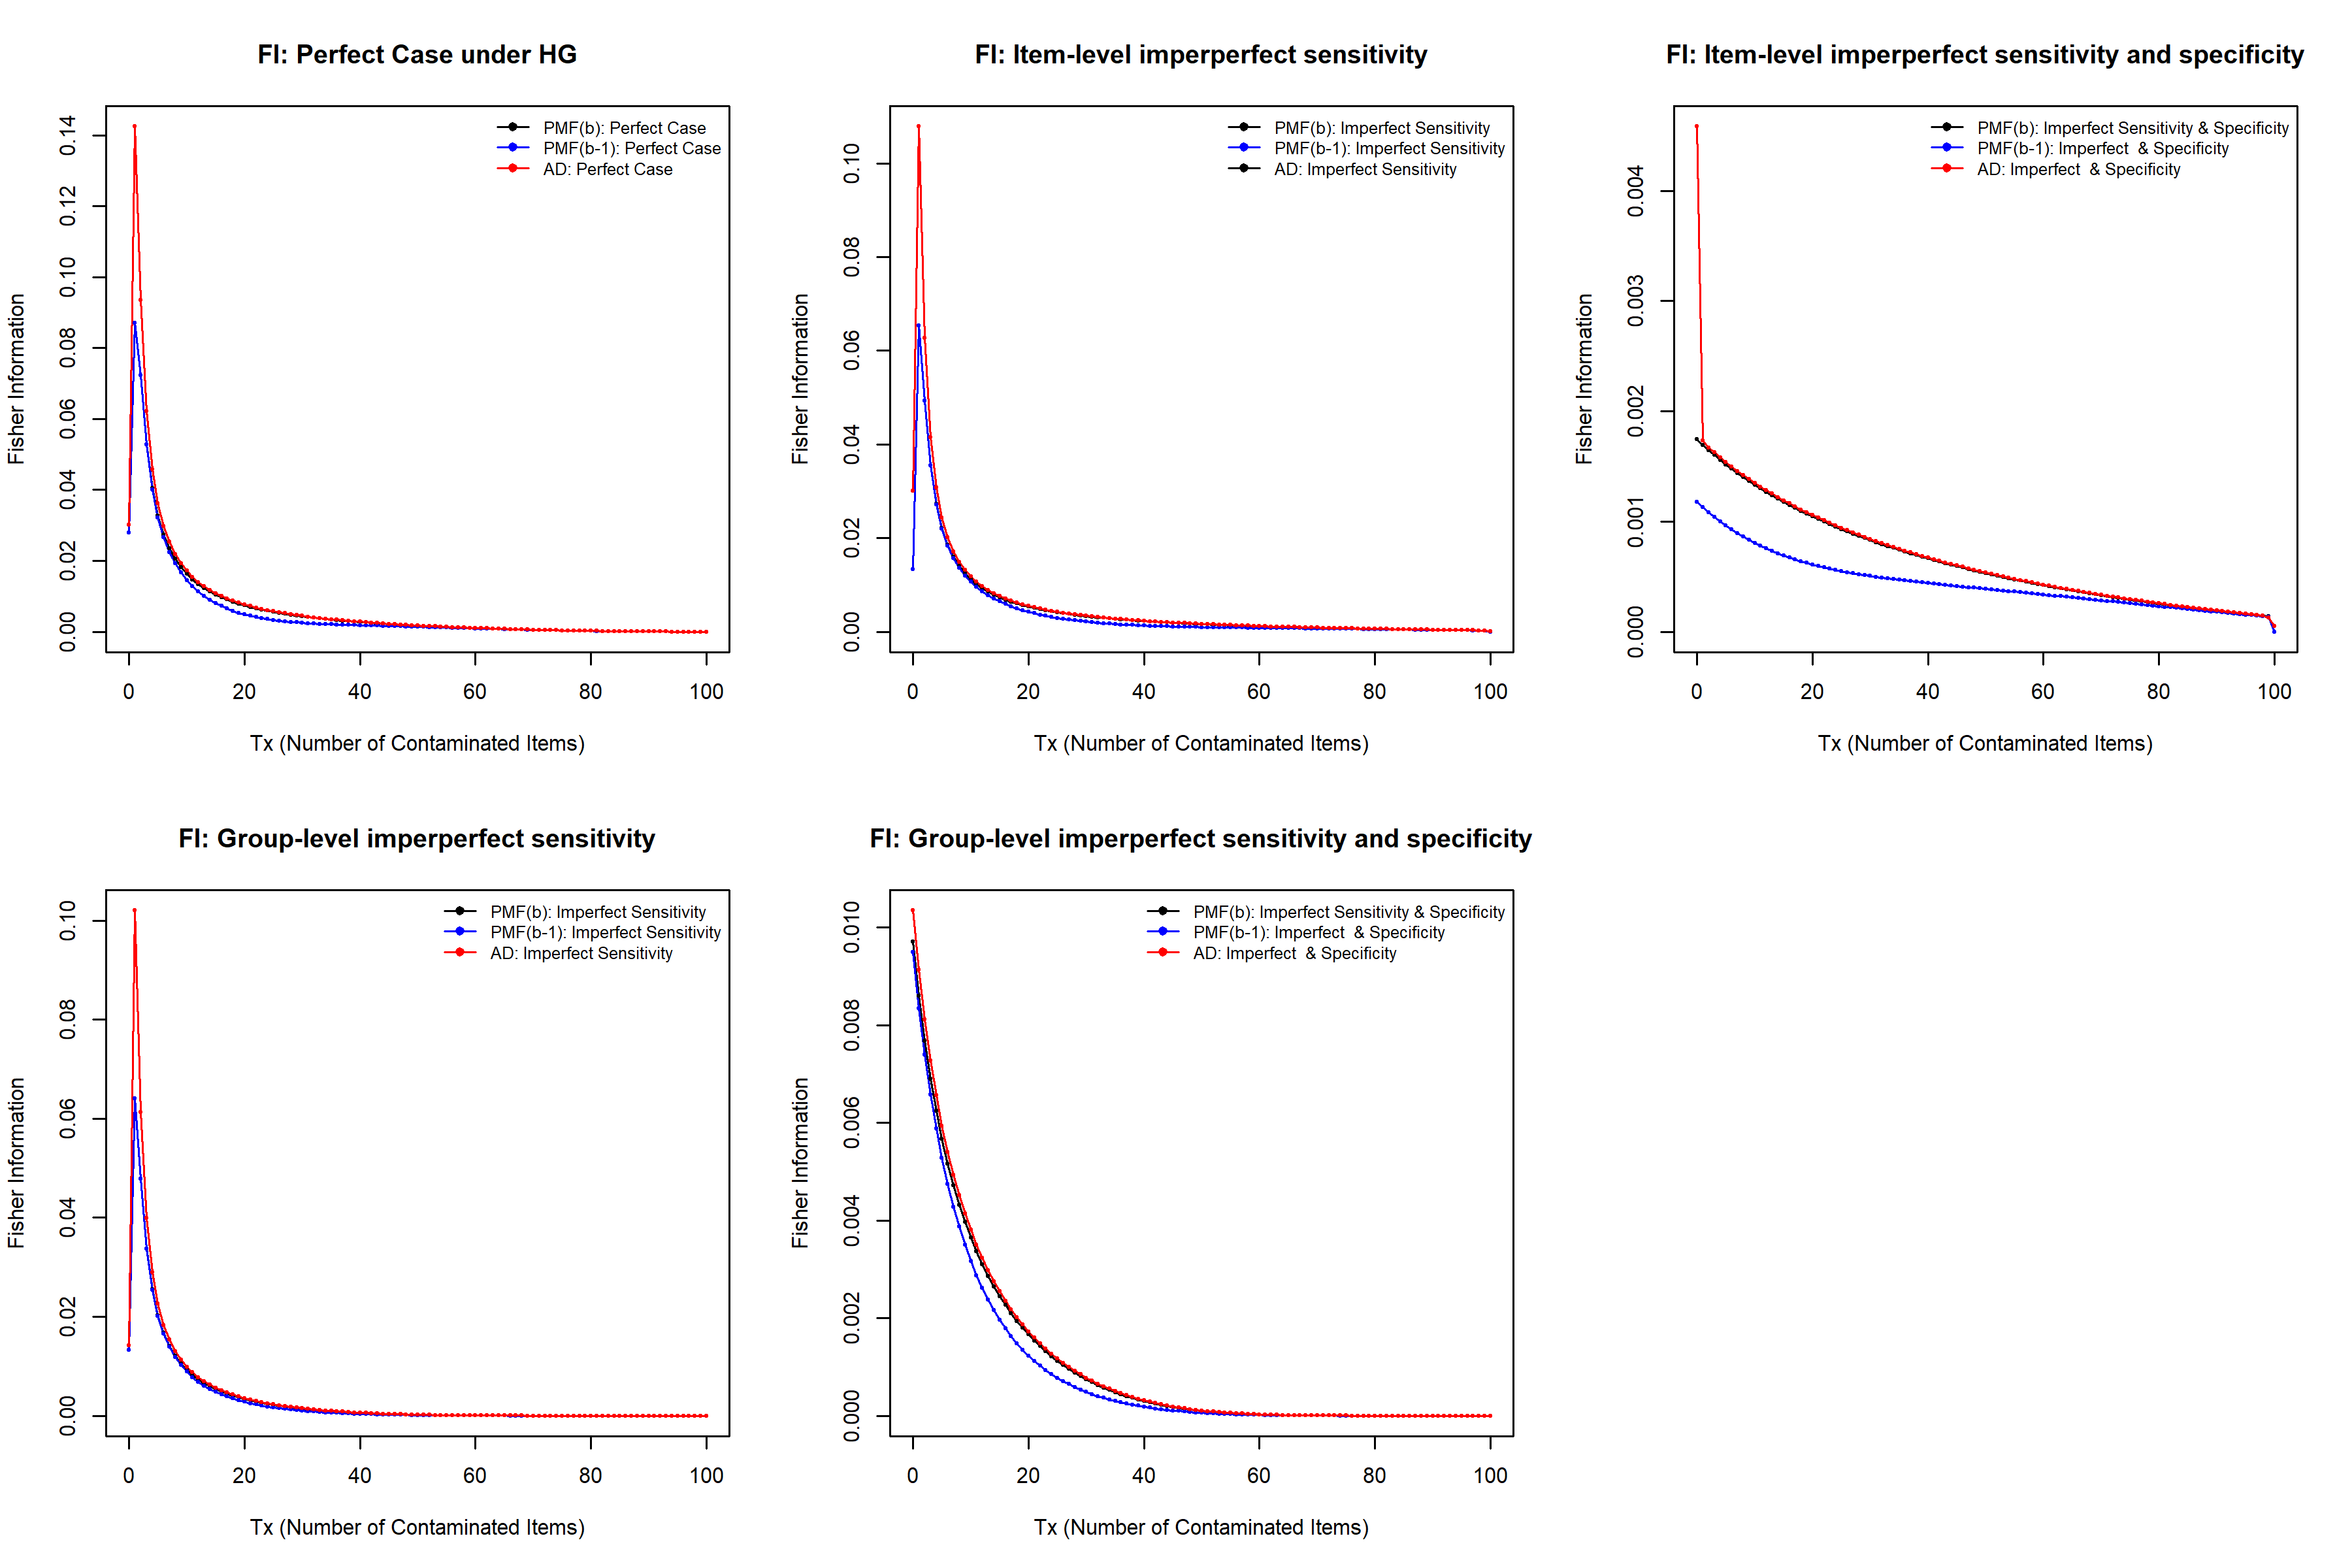 FI: Perfect Case under HG
PMF(b): Perfect Case
PMF(b-1): Perfect Case
AD: Perfect Case
Fisher Information
0.00 0.02 0.04 0.06 0.08 0.10 0.12 0.14
0 20 40 60 80 100
Tx (Number of Contaminated Items)
FI: Item-level imperperfect sensitivity
PMF(b): Imperfect Sensitivity
PMF(b-1): Imperfect Sensitivity
AD: Imperfect Sensitivity
Fisher Information
0.00 0.02 0.04 0.06 0.08 0.10
0 20 40 60 80 100
Tx (Number of Contaminated Items)
FI: Item-level imperperfect sensitivity and specificity
PMF(b): Imperfect Sensitivity & Specificity
PMF(b-1): Imperfect  & Specificity
AD: Imperfect  & Specificity
Fisher Information
0.000 0.001 0.002 0.003 0.004
0 20 40 60 80 100
Tx (Number of Contaminated Items)
FI: Group-level imperperfect sensitivity
PMF(b): Imperfect Sensitivity
PMF(b-1): Imperfect Sensitivity
AD: Imperfect Sensitivity
Fisher Information
0.00 0.02 0.04 0.06 0.08 0.10
0 20 40 60 80 100
Tx (Number of Contaminated Items)
FI: Group-level imperperfect sensitivity and specificity
PMF(b): Imperfect Sensitivity & Specificity
PMF(b-1): Imperfect  & Specificity
AD: Imperfect  & Specificity
Fisher Information
0.000 0.002 0.004 0.006 0.008 0.010
0 20 40 60 80 100
Tx (Number of Contaminated Items)